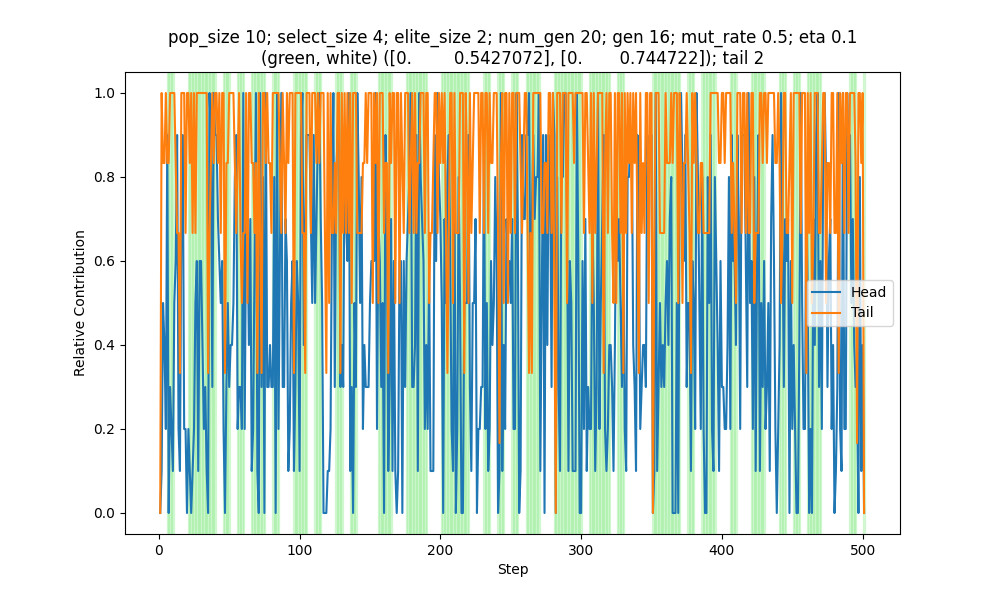 pop_size 10; select_size 4; elite_size 2; num_gen 20; gen 16; mut_rate 0.5; eta 0.1
(green, white) ([0. 0.5427072], [0. 0.744722]); tail 2
1.0
0.8
0.6
0.4
0.2
0.0
Relative Contribution
Head
Tail
0 100 200 300 400 500
Step